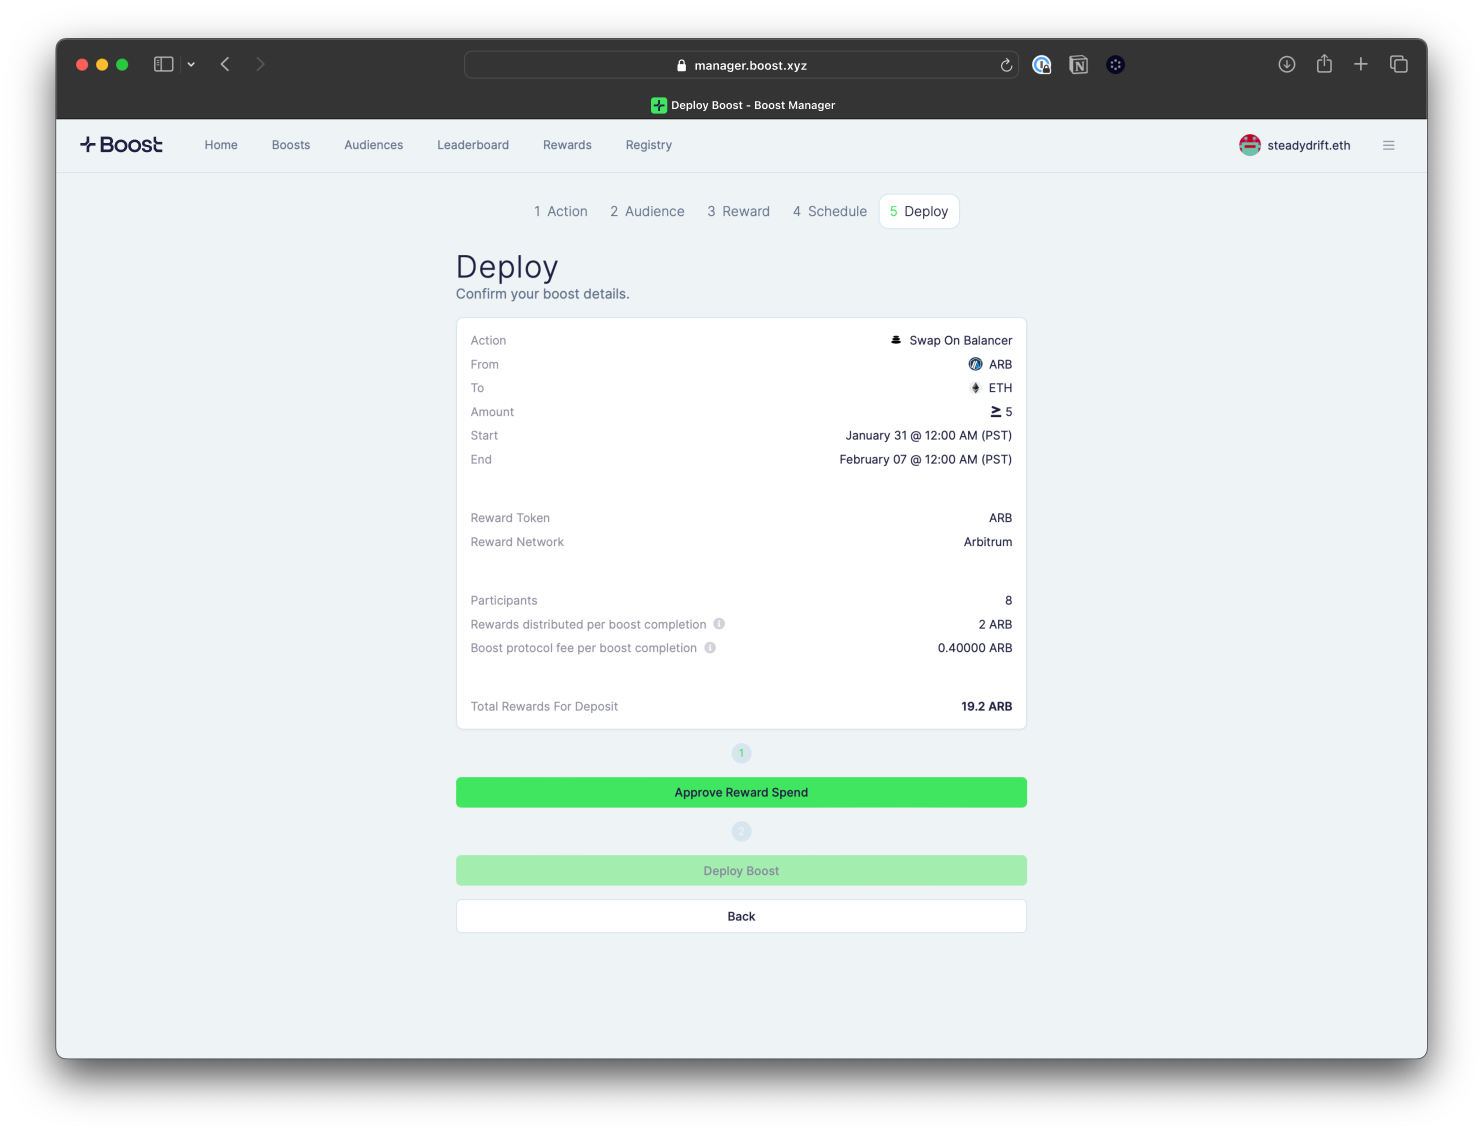 manager.boost.xyz
Deploy Boost - Boost Manager
Boost Home Boosts Audiences Leaderboard Rewards Registry steadydrift.eth
1 Action 2 Audience 3 Reward 4 Schedule 5 Deploy
Deploy
Confirm your boost details.
Action Swap On Balancer
From ARB
To ETH
Amount ≥ 5
Start January 31 @ 12:00 AM (PST)
End February 07 @ 12:00 AM (PST)
Reward Token ARB
Reward Network Arbitrum
Participants 8
Rewards distributed per boost completion 2 ARB
Boost protocol fee per boost completion 0.40000 ARB
Total Rewards For Deposit 19.2 ARB
1
Approve Reward Spend
2
Deploy Boost
Back